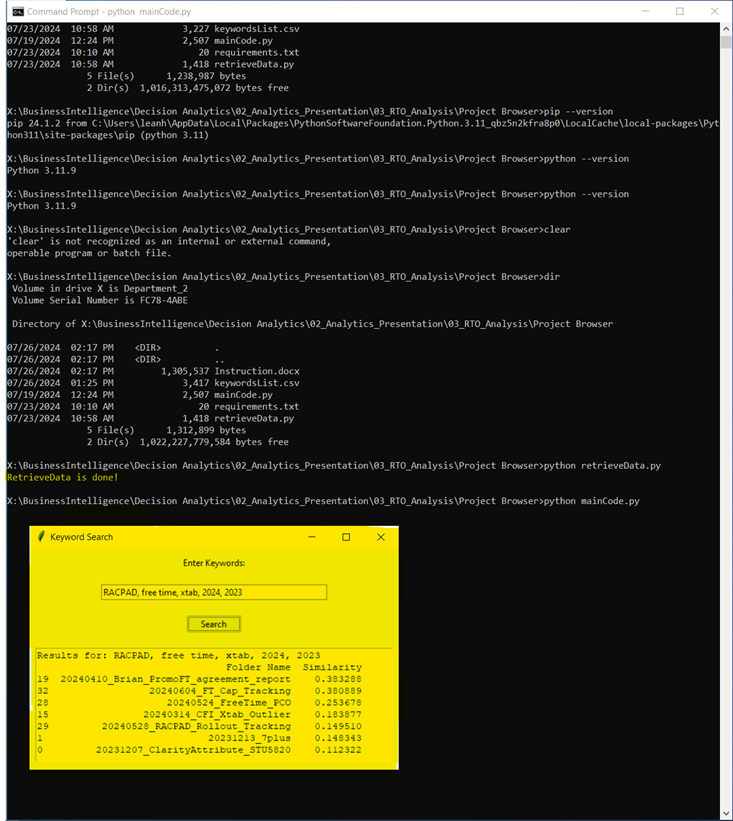 Command Prompt - python  mainCode.py
07/23/2024  10:58 AM             3,227 keywordsList.csv
07/19/2024  12:24 PM             2,507 mainCode.py
07/23/2024  10:10 AM                20 requirements.txt
07/23/2024  10:58 AM             1,418 retrieveData.py
               5 File(s)      1,238,987 bytes
               2 Dir(s)  1,016,313,475,072 bytes free
X:\BusinessIntelligence\Decision Analytics\02_Analytics_Presentation\03_RTO_Analysis\Project Browser>pip --version
pip 24.1.2 from C:\Users\leanh\AppData\Local\Packages\PythonSoftwareFoundation.Python.3.11_qbz5n2kfra8p0\LocalCache\local-packages\Pyt
hon311\site-packages\pip (python 3.11)
X:\BusinessIntelligence\Decision Analytics\02_Analytics_Presentation\03_RTO_Analysis\Project Browser>python --version
Python 3.11.9
X:\BusinessIntelligence\Decision Analytics\02_Analytics_Presentation\03_RTO_Analysis\Project Browser>python --version
Python 3.11.9
X:\BusinessIntelligence\Decision Analytics\02_Analytics_Presentation\03_RTO_Analysis\Project Browser>clear
'clear' is not recognized as an internal or external command,
operable program or batch file.
X:\BusinessIntelligence\Decision Analytics\02_Analytics_Presentation\03_RTO_Analysis\Project Browser>dir
 Volume in drive X is Department_2
 Volume Serial Number is FC78-4ABE
 Directory of X:\BusinessIntelligence\Decision Analytics\02_Analytics_Presentation\03_RTO_Analysis\Project Browser
07/26/2024  02:17 PM    <DIR>          .
07/26/2024  02:17 PM    <DIR>          ..
07/26/2024  02:17 PM         1,305,537 Instruction.docx
07/26/2024  01:25 PM             3,417 keywordsList.csv
07/19/2024  12:24 PM             2,507 mainCode.py
07/23/2024  10:10 AM                20 requirements.txt
07/23/2024  10:58 AM             1,418 retrieveData.py
               5 File(s)      1,312,899 bytes
               2 Dir(s)  1,022,227,779,584 bytes free
X:\BusinessIntelligence\Decision Analytics\02_Analytics_Presentation\03_RTO_Analysis\Project Browser>python retrieveData.py
RetrieveData is done!
X:\BusinessIntelligence\Decision Analytics\02_Analytics_Presentation\03_RTO_Analysis\Project Browser>python mainCode.py
Keyword Search
Enter Keywords:
RACPAD, free time, xtab, 2024, 2023
Search
Results for: RACPAD, free time, xtab, 2024, 2023
Folder Name  Similarity
19  20240410_Brian_PromoFT_agreement_report    0.383288
32  20240604_FT_Cap_Tracking    0.380889
28  20240524_FreeTime_PCO    0.253678
15  20240314_CFI_Xtab_Outlier    0.183877
29  20240528_RACPAD_Rollout_Tracking    0.149510
1  20231213_7plus    0.148343
0  20231207_ClarityAttribute_STU5820    0.112322